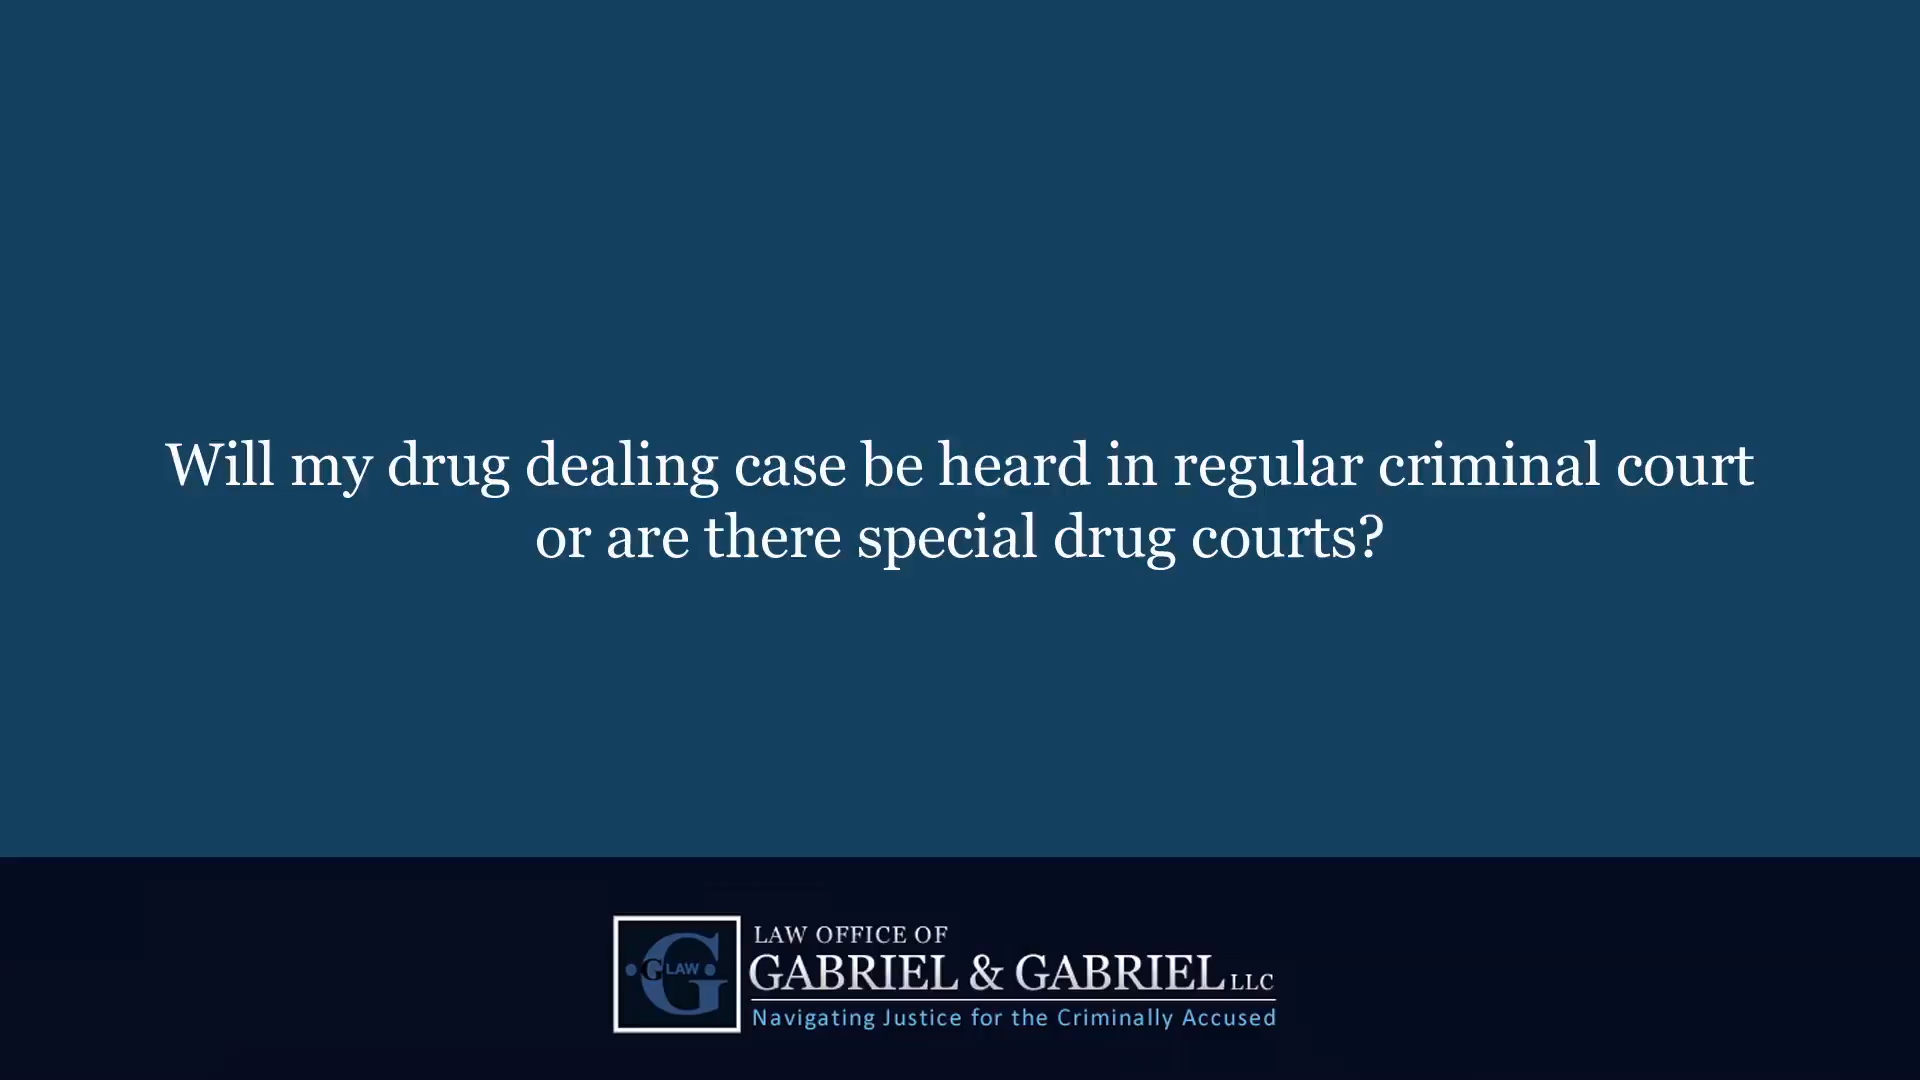 Will my drug dealing case be heard in regular criminal court
or are there special drug courts?
G LAW
LAW OFFICE OF
GABRIEL & GABRIEL LLC
Navigating Justice for the Criminally Accused